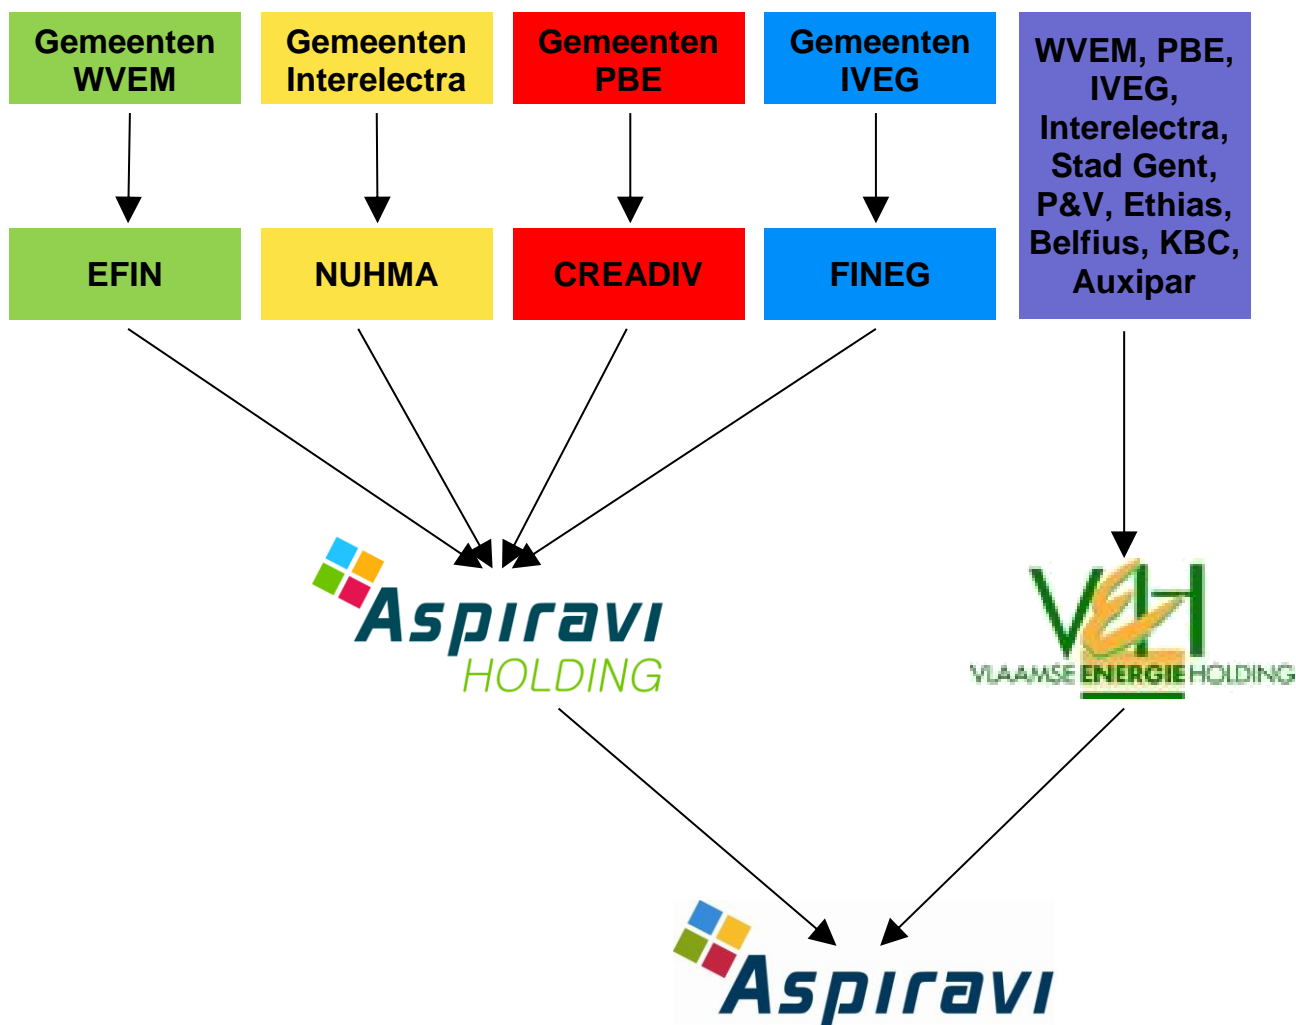 Gemeenten
WVEM
Gemeenten
Interelectra
Gemeenten
PBE
Gemeenten
IVEG
WVEM, PBE,
IVEG,
Interelectra,
Stad Gent,
P&V, Ethias,
Belfius, KBC,
Auxipar
EFIN
NUHMA
CREADIV
FINEG
Aspiravi
HOLDING
VEH
VLAAMSE ENERGIE HOLDING
Aspiravi